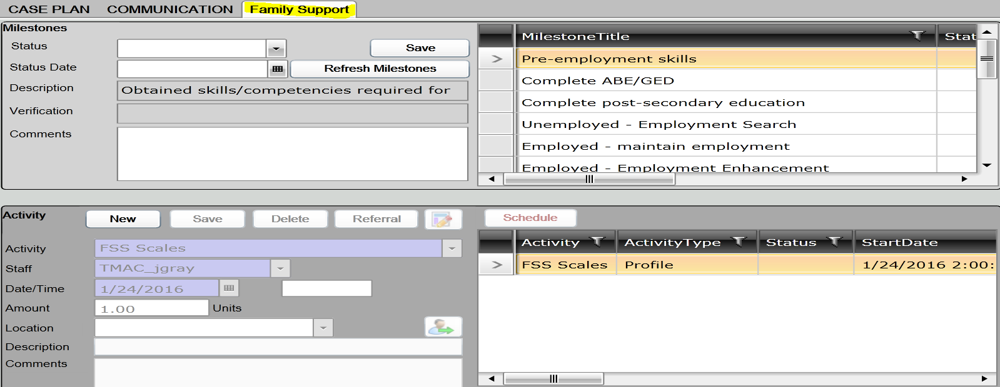 CASE PLAN COMMUNICATION Family Support
Milestones
Status
Save
Status Date
Refresh Milestones
Description
Obtained skills/competencies required for
Verification
Comments
MilestoneTitle Stat
Pre-employment skills
Complete ABE/GED
Complete post-secondary education
Unemployed - Employment Search
Employed - maintain employment
Employed - Employment Enhancement
Activity New Save Delete Referral
Activity FSS Scales
Staff TMAC_jgray
Date/Time 1/24/2016
Amount 1.00 Units
Location
Description
Comments
Schedule
Activity ActivityType Status StartDate
FSS Scales Profile 1/24/2016 2:00: